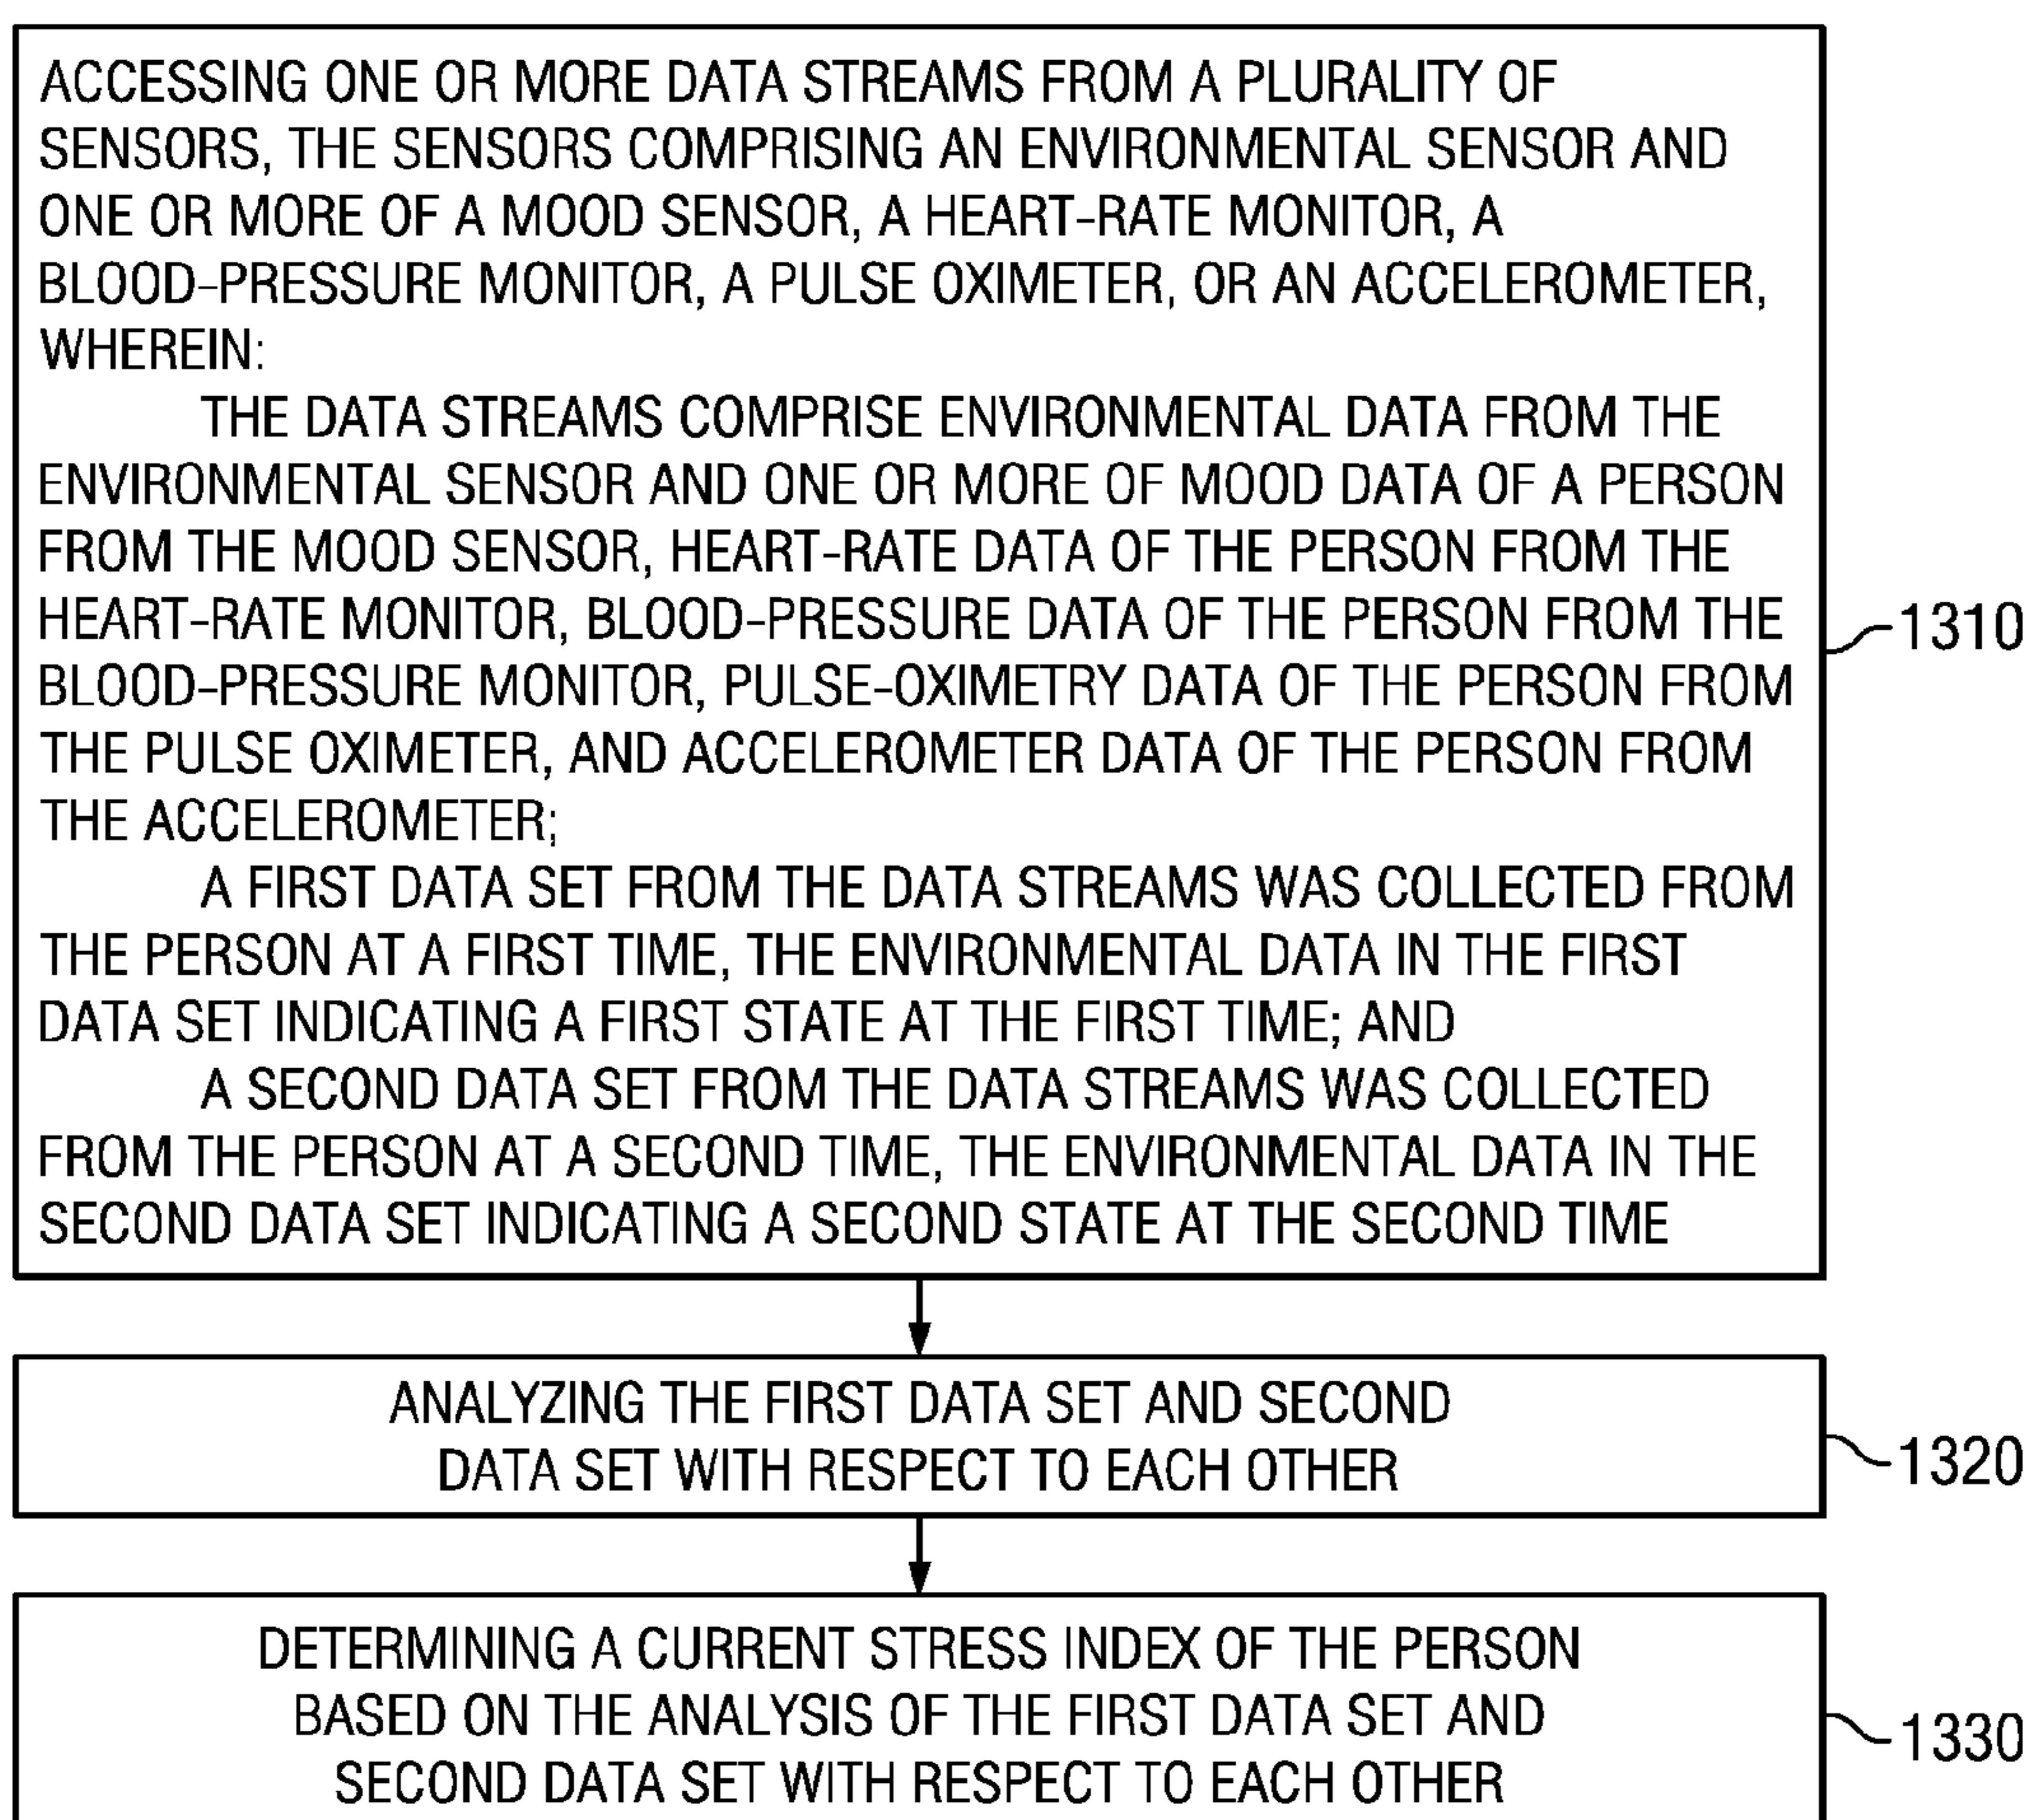 ACCESSING ONE OR MORE DATA STREAMS FROM A PLURALITY OF
SENSORS, THE SENSORS COMPRISING AN ENVIRONMENTAL SENSOR AND
ONE OR MORE OF A MOOD SENSOR, A HEART-RATE MONITOR, A
BLOOD-PRESSURE MONITOR, A PULSE OXIMETER, OR AN ACCELEROMETER,
WHEREIN:
THE DATA STREAMS COMPRISE ENVIRONMENTAL DATA FROM THE
ENVIRONMENTAL SENSOR AND ONE OR MORE OF MOOD DATA OF A PERSON
FROM THE MOOD SENSOR, HEART-RATE DATA OF THE PERSON FROM THE
HEART-RATE MONITOR, BLOOD-PRESSURE DATA OF THE PERSON FROM THE
BLOOD-PRESSURE MONITOR, PULSE-OXIMETRY DATA OF THE PERSON FROM
THE PULSE OXIMETER, AND ACCELEROMETER DATA OF THE PERSON FROM
THE ACCELEROMETER;
A FIRST DATA SET FROM THE DATA STREAMS WAS COLLECTED FROM
THE PERSON AT A FIRST TIME, THE ENVIRONMENTAL DATA IN THE FIRST
DATA SET INDICATING A FIRST STATE AT THE FIRST TIME; AND
A SECOND DATA SET FROM THE DATA STREAMS WAS COLLECTED
FROM THE PERSON AT A SECOND TIME, THE ENVIRONMENTAL DATA IN THE
SECOND DATA SET INDICATING A SECOND STATE AT THE SECOND TIME
1310
ANALYZING THE FIRST DATA SET AND SECOND
DATA SET WITH RESPECT TO EACH OTHER
1320
DETERMINING A CURRENT STRESS INDEX OF THE PERSON
BASED ON THE ANALYSIS OF THE FIRST DATA SET AND
SECOND DATA SET WITH RESPECT TO EACH OTHER
1330